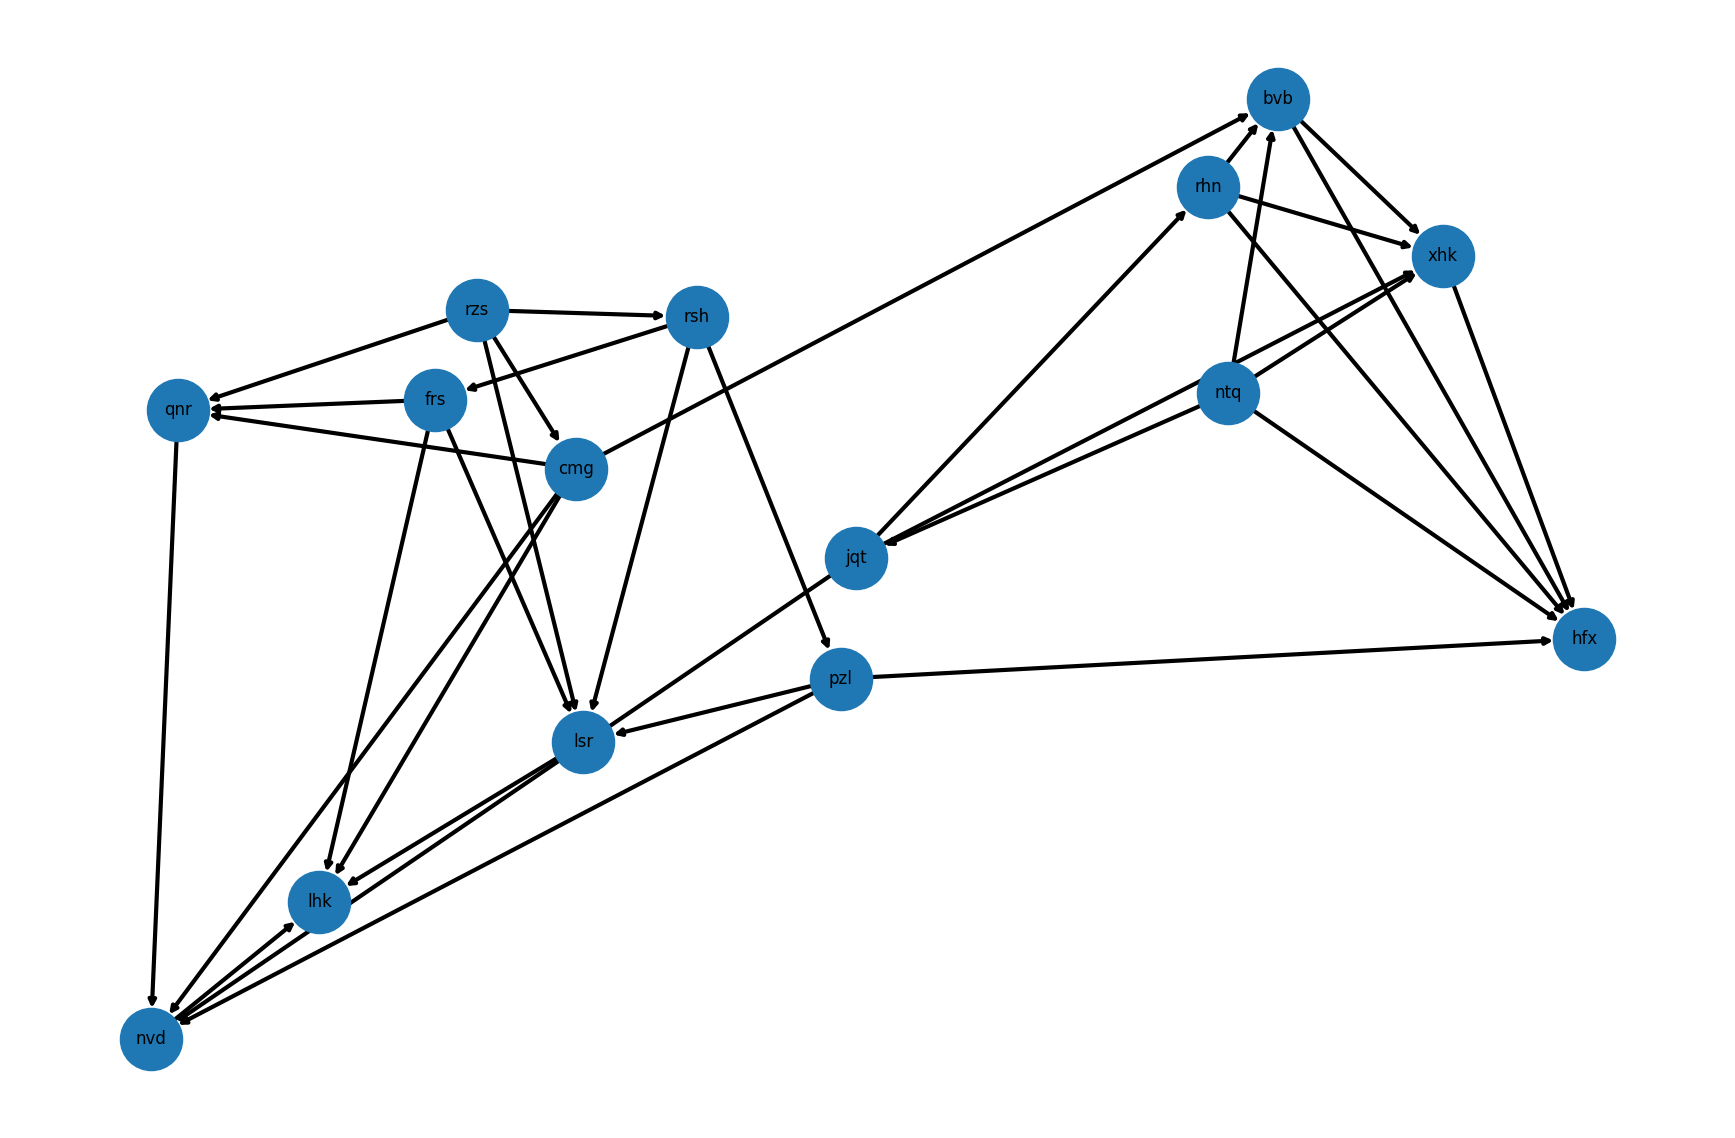 bvb
rhn
xhk
rzs
rsh
ntq
frs
qnr
cmg
jqt
hfx
pzl
lsr
lhk
nvd